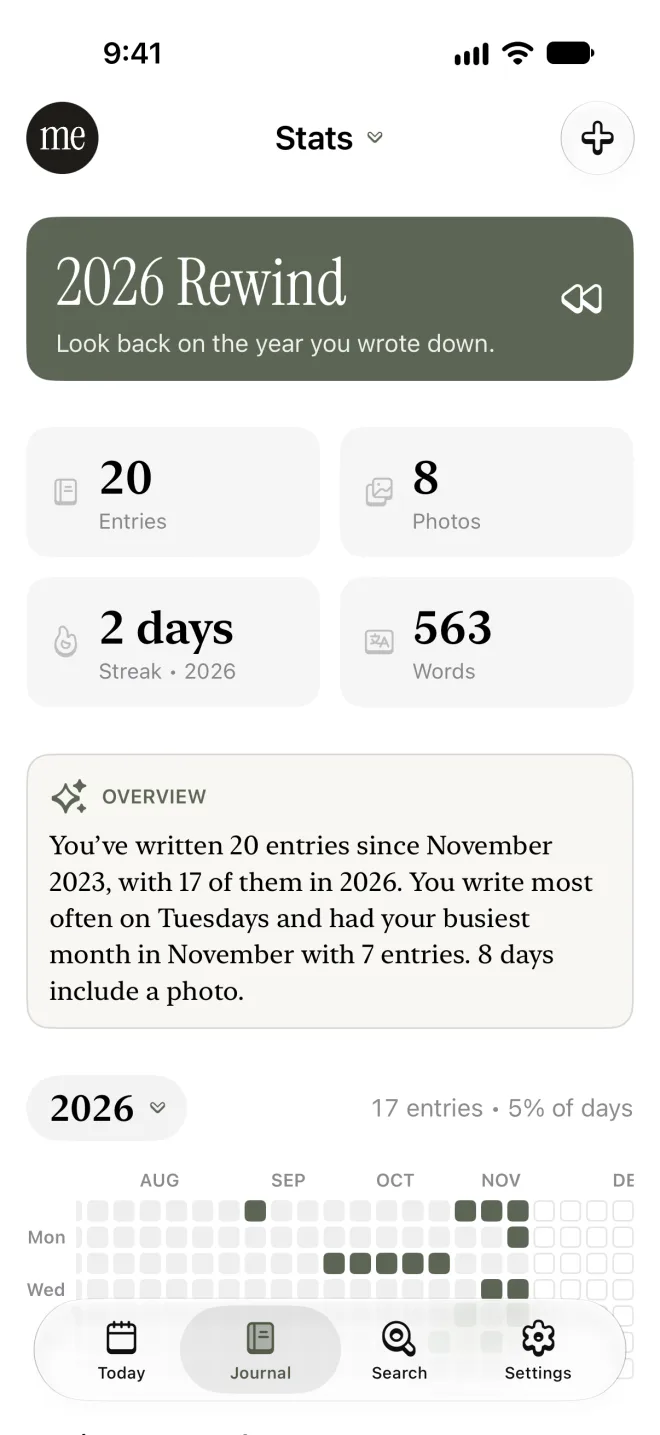 9:41
me
Stats
2026 Rewind
Look back on the year you wrote down.
20
Entries
8
Photos
2 days
Streak • 2026
563
Words
OVERVIEW
You’ve written 20 entries since November
2023, with 17 of them in 2026. You write most
often on Tuesdays and had your busiest
month in November with 7 entries. 8 days
include a photo.
2026
17 entries • 5% of days
AUG SEP OCT NOV DE
Mon
Wed
Today Journal Search Settings